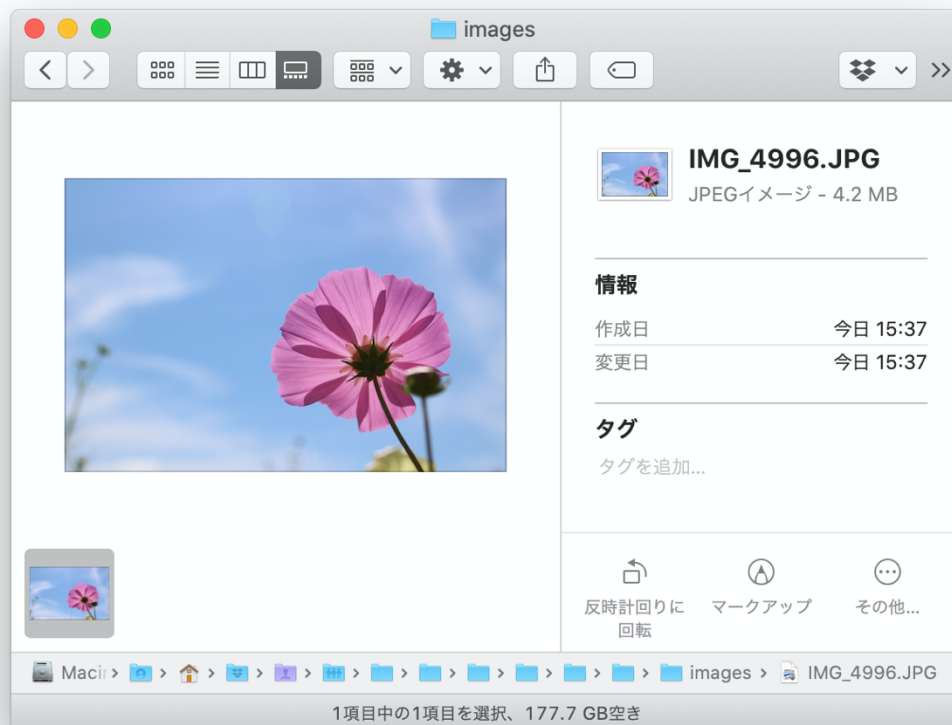 images
IMG_4996.JPG
JPEGイメージ - 4.2 MB
情報
作成日 今日 15:37
変更日 今日 15:37
タグ
タグを追加...
反時計回りに
回転
マークアップ
その他...
images
IMG_4996.JPG
1項目中の1項目を選択、177.7 GB空き